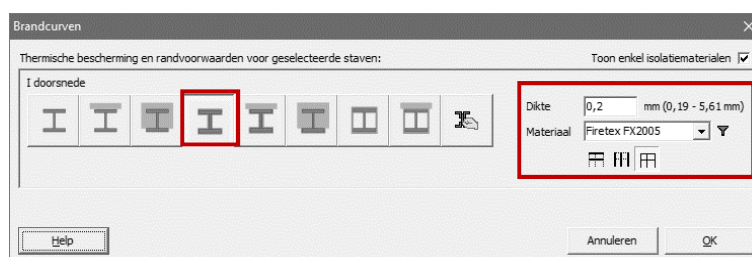 Brandcurven
Thermische bescherming en randvoorwaarden voor geselecteerde staven:
Toon enkel isolatiematerialen
I doorsnede
Dikte 0,2 mm (0,19 - 5,61 mm)
Materiaal Firetex FX2005
Help
Annuleren
OK